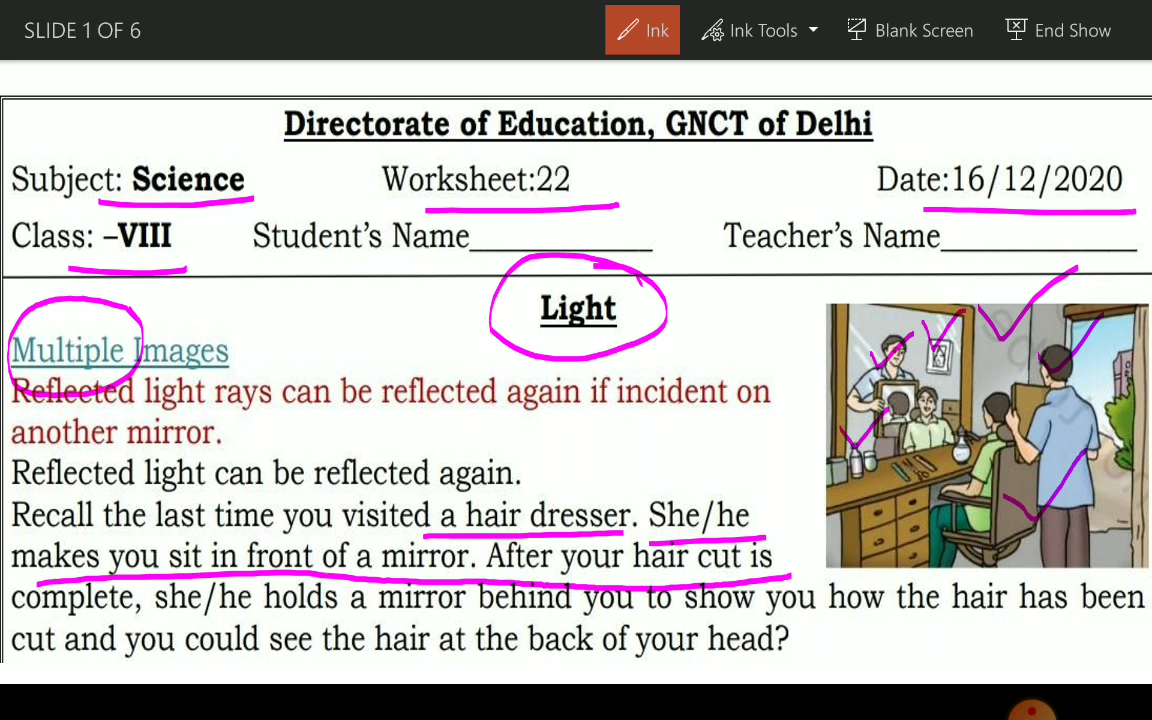 SLIDE 1 OF 6
Ink
Ink Tools
Blank Screen
End Show
Directorate of Education, GNCT of Delhi
Subject: Science Worksheet:22 Date:16/12/2020
Class: –VIII Student's Name____________ Teacher's Name_____________
Light
Multiple Images
Reflected light rays can be reflected again if incident on
another mirror.
Reflected light can be reflected again.
Recall the last time you visited a hair dresser. She/he
makes you sit in front of a mirror. After your hair cut is
complete, she/he holds a mirror behind you to show you how the hair has been
cut and you could see the hair at the back of your head?